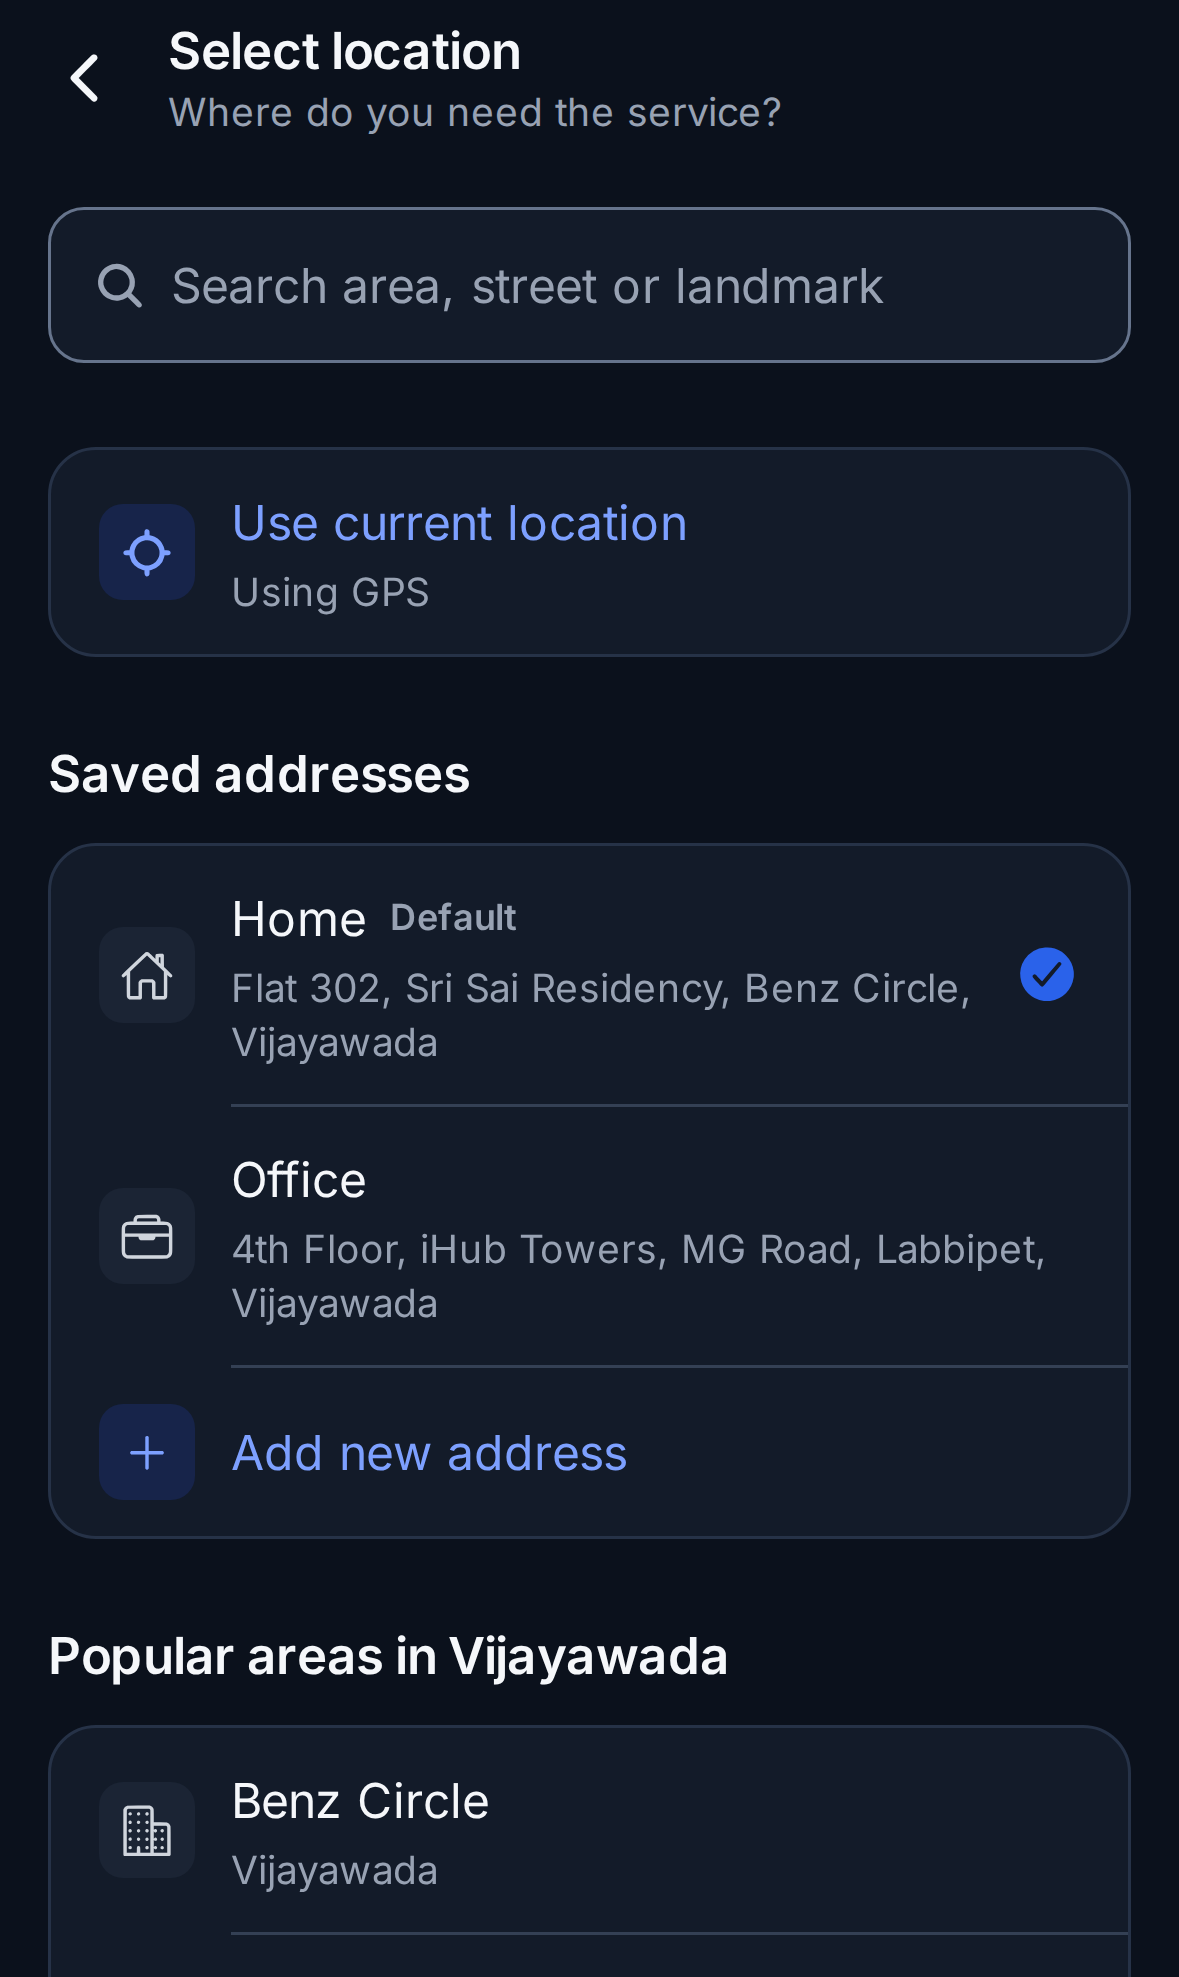 Select location
Where do you need the service?
Search area, street or landmark
Use current location
Using GPS
Saved addresses
Home Default
Flat 302, Sri Sai Residency, Benz Circle,
Vijayawada
Office
4th Floor, iHub Towers, MG Road, Labbipet,
Vijayawada
Add new address
Popular areas in Vijayawada
Benz Circle
Vijayawada